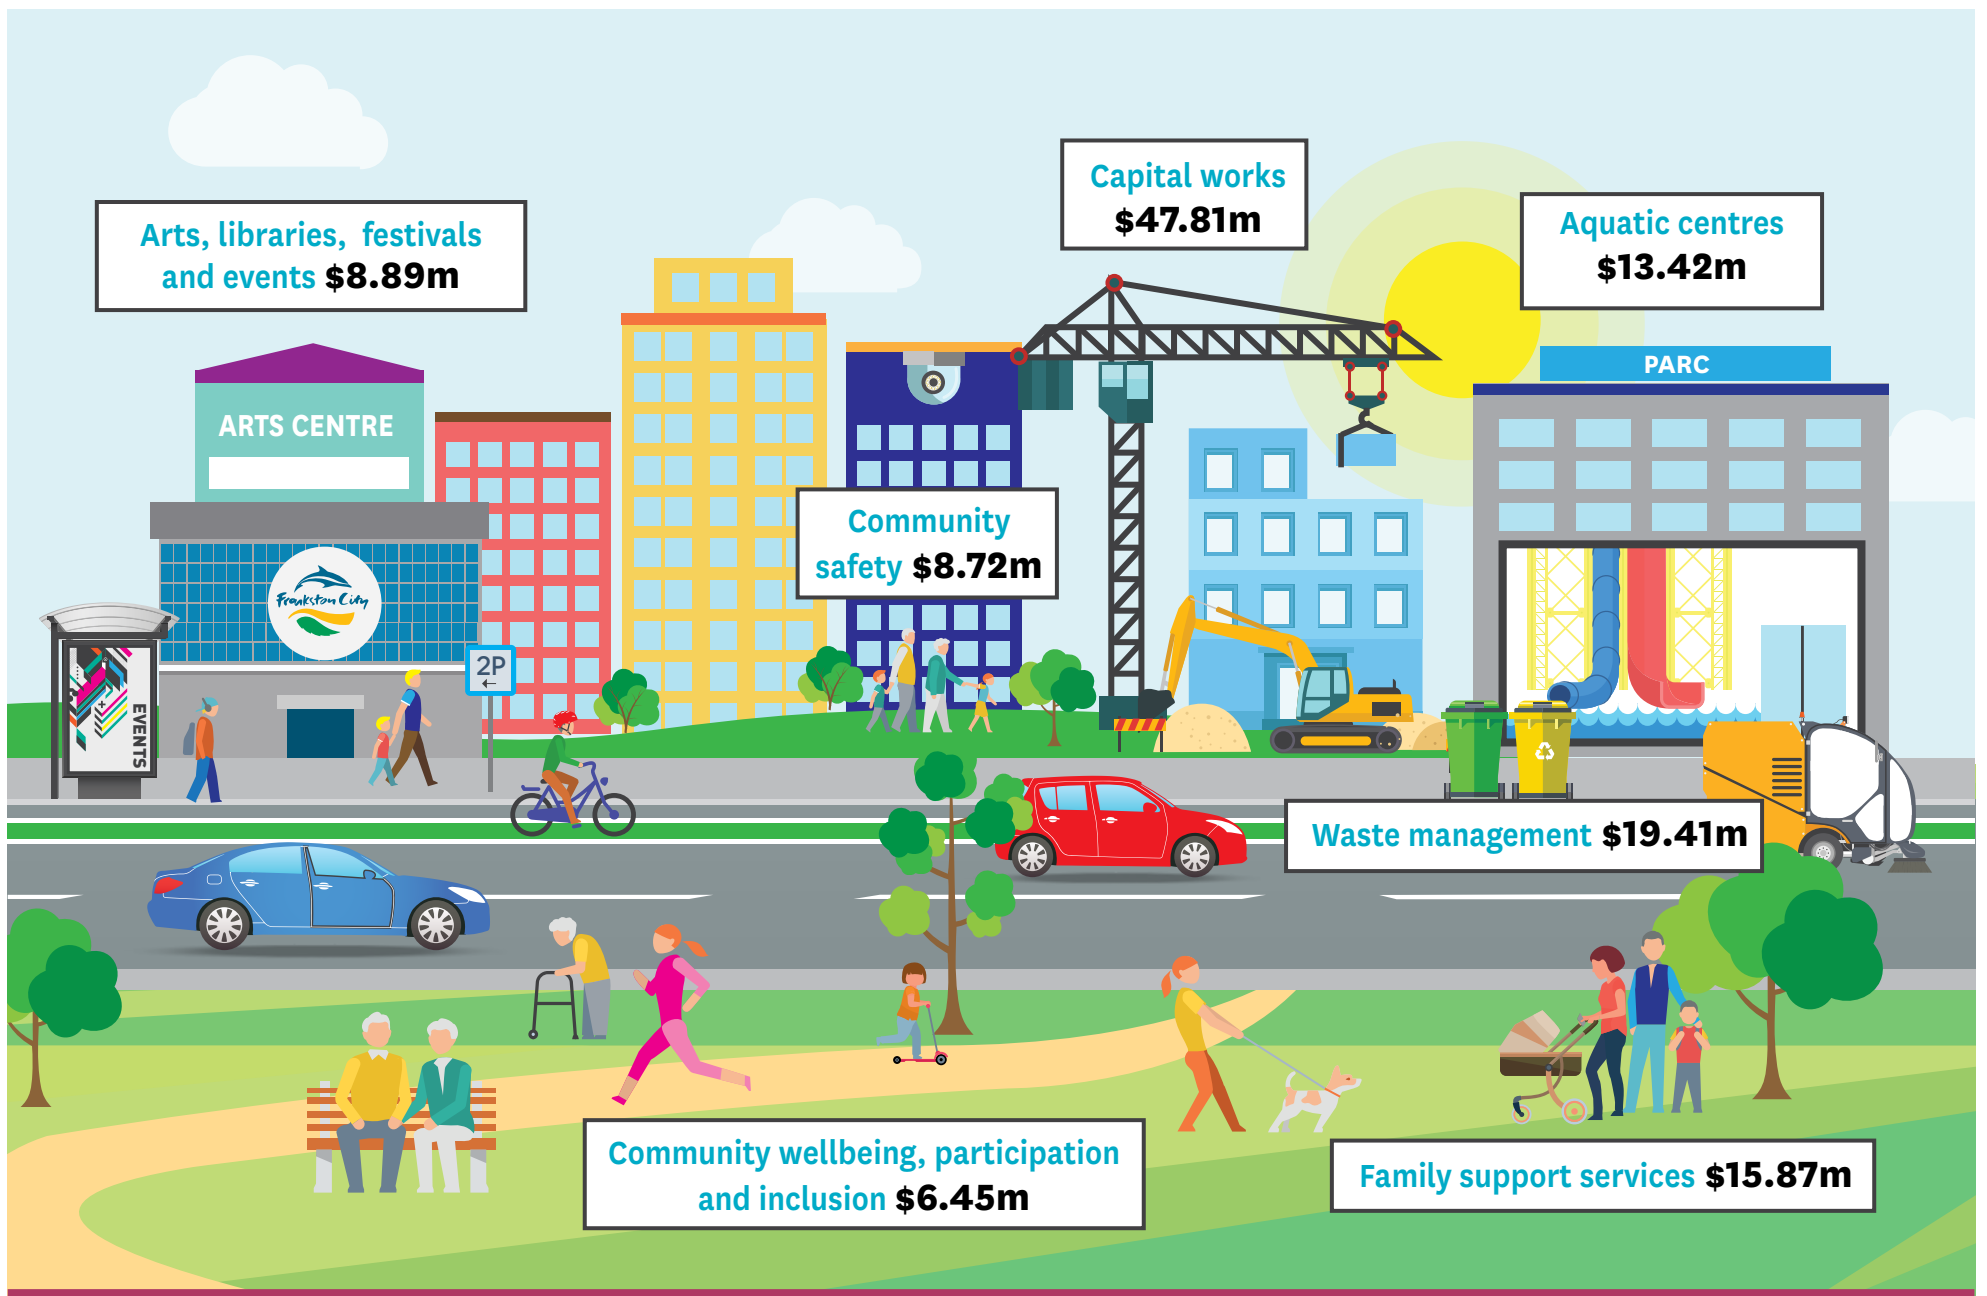 Capital works
$47.81m
Arts, libraries, festivals
and events $8.89m
Aquatic centres
$13.42m
PARC
ARTS CENTRE
Community
safety $8.72m
Frankston City
2P
EVENTS
Waste management $19.41m
Community wellbeing, participation
and inclusion $6.45m
Family support services $15.87m